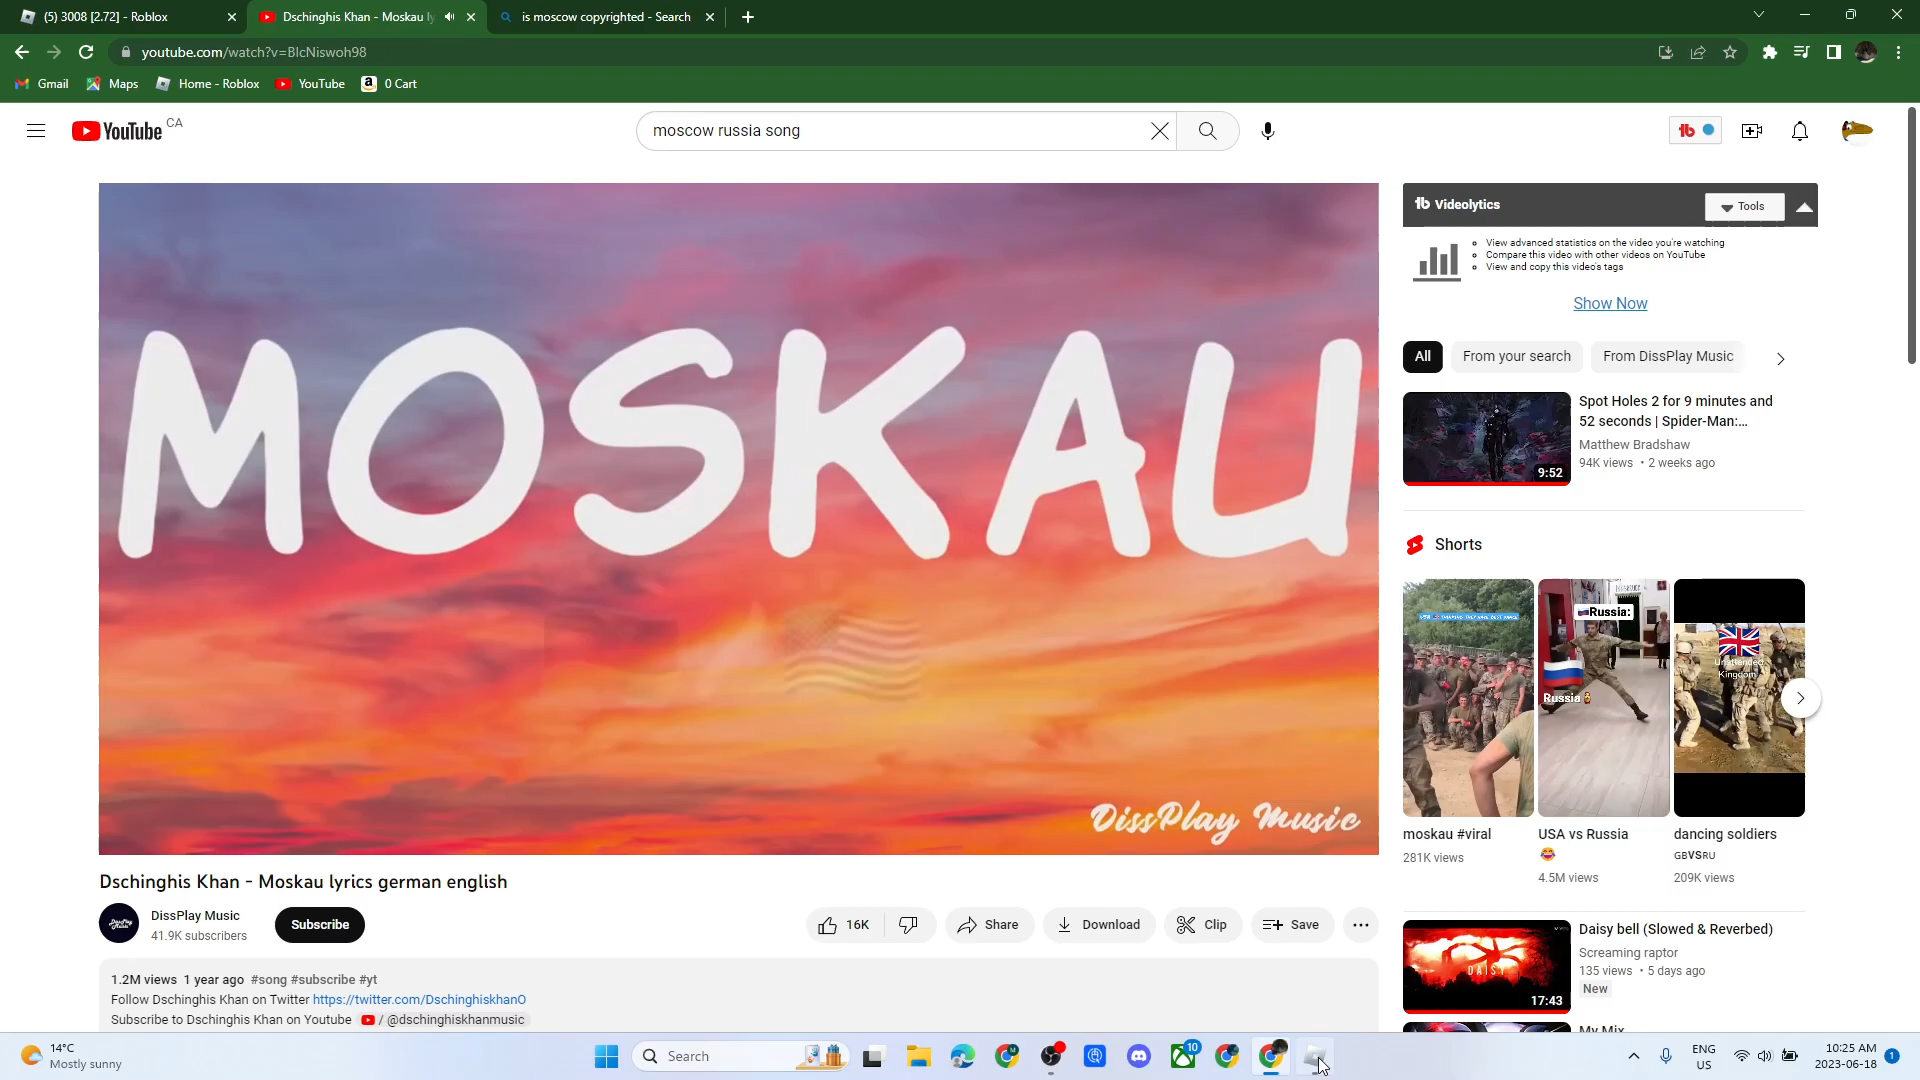 (5) 3008 [2.72] - Roblox
Dschinghis Khan - Moskau ly
is moscow copyrighted - Search
youtube.com/watch?v=BlcNiswoh98
Gmail
Maps
Home - Roblox
YouTube
0 Cart
YouTube CA
moscow russia song
MOSKAU
DissPlay Music
Videolytics
Tools
View advanced statistics on the video you're watching
Compare this video with other videos on YouTube
View and copy this video's tags
Show Now
All
From your search
From DissPlay Music
Spot Holes 2 for 9 minutes and
52 seconds | Spider-Man:...
Matthew Bradshaw
94K views • 2 weeks ago
9:52
Shorts
Russia:
Russia
Unattended
Kingdom
moskau #viral
281K views
USA vs Russia
4.5M views
dancing soldiers
GBVSRU
209K views
Dschinghis Khan - Moskau lyrics german english
DissPlay Music
41.9K subscribers
Subscribe
16K
Share
Download
Clip
Save
1.2M views 1 year ago #song #subscribe #yt
Follow Dschinghis Khan on Twitter https://twitter.com/DschinghiskhanO
Subscribe to Dschinghis Khan on Youtube / @dschinghiskhanmusic
DAISY
17:43
Daisy bell (Slowed & Reverbed)
Screaming raptor
135 views • 5 days ago
New
My Mix
14°C
Mostly sunny
Search
10
ENG
US
10:25 AM
2023-06-18
1